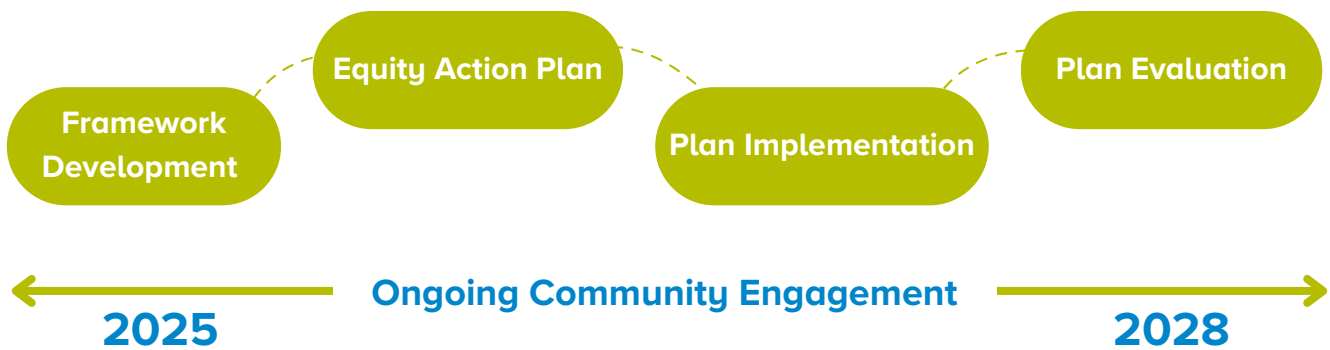 Framework
Development
Equity Action Plan
Plan Implementation
Plan Evaluation
Ongoing Community Engagement
2025
2028